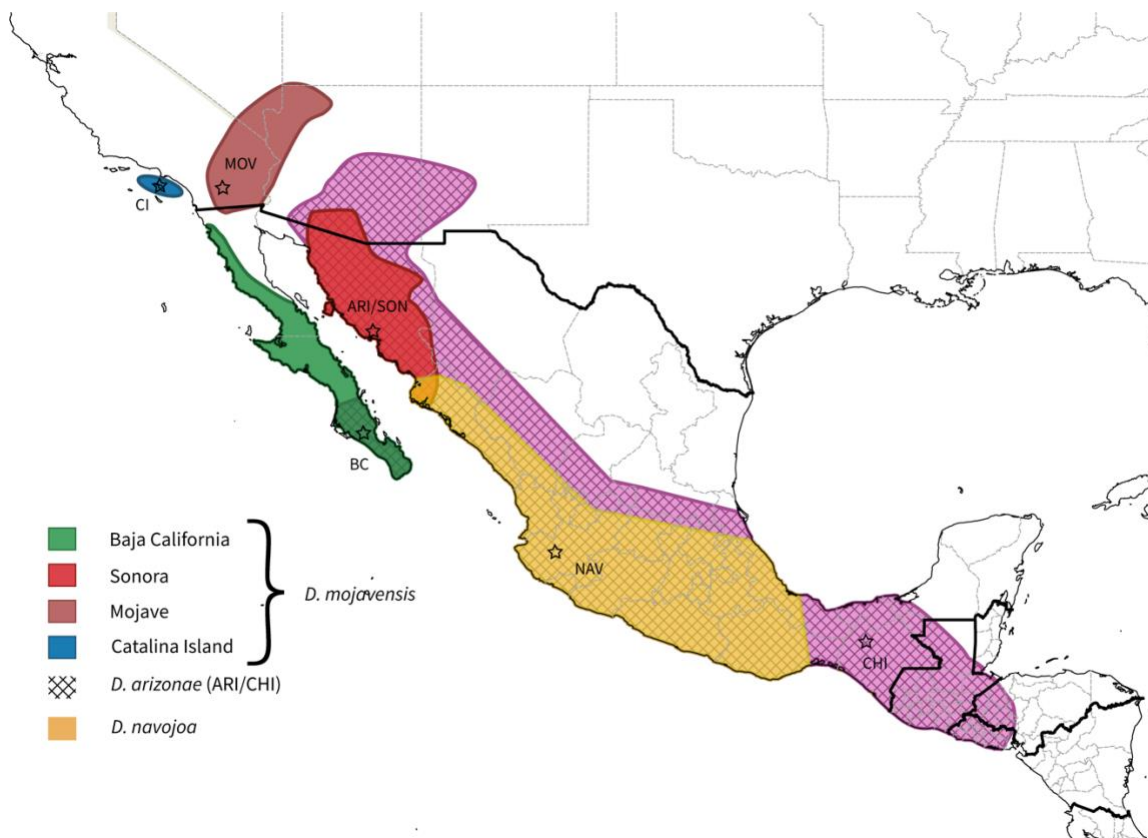 MOV
CI
ARI/SON
BC
NAV
CHI
Baja California
Sonora
Mojave
Catalina Island
D. mojavensis
D. arizonae (ARI/CHI)
D. navojoa